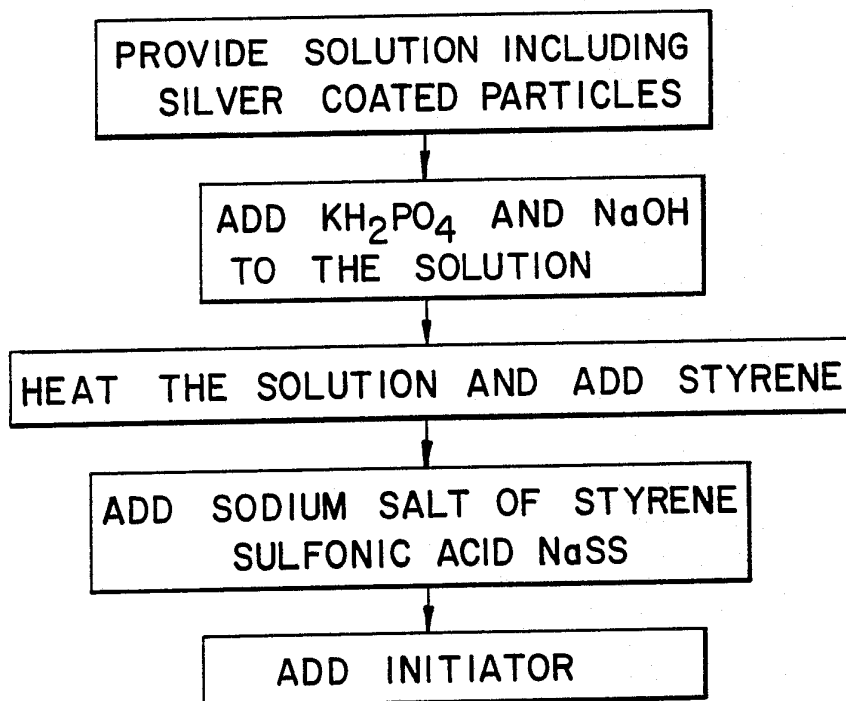 PROVIDE SOLUTION INCLUDING
SILVER COATED PARTICLES
ADD KH₂PO₄ AND NaOH
TO THE SOLUTION
HEAT THE SOLUTION AND ADD STYRENE
ADD SODIUM SALT OF STYRENE
SULFONIC ACID NaSS
ADD INITIATOR